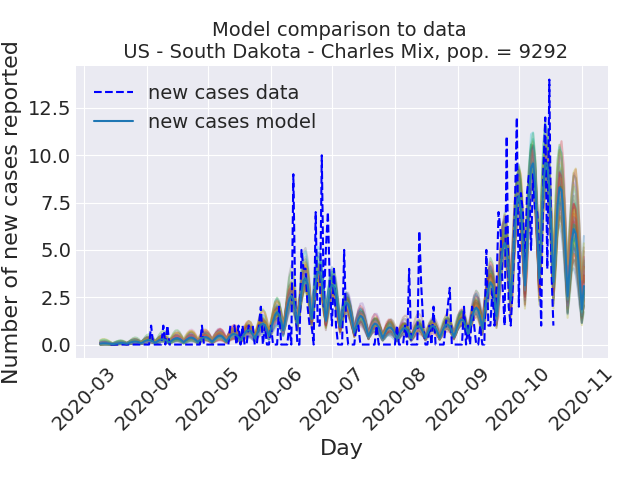 Model comparison to data
US - South Dakota - Charles Mix, pop. = 9292
Number of new cases reported
12.5
10.0
7.5
5.0
2.5
0.0
new cases data
new cases model
2020-03
2020-04
2020-05
2020-06
2020-07
2020-08
2020-09
2020-10
2020-11
Day